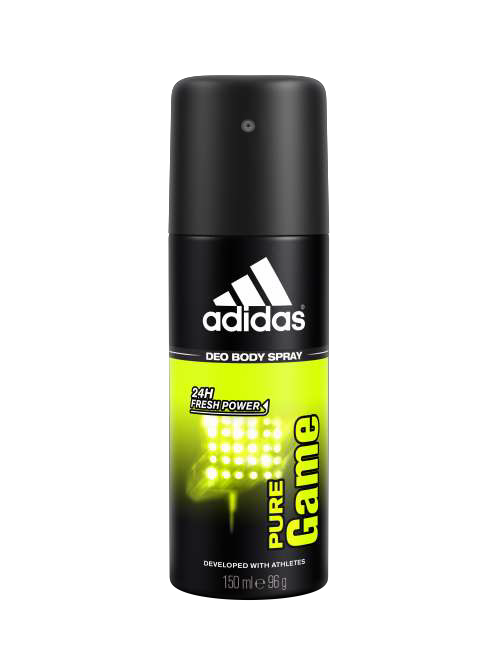 adidas®
DEO BODY SPRAY
24H
FRESH POWER
PURE
Game
DEVELOPED WITH ATHLETES
150 ml ℮ 96 g